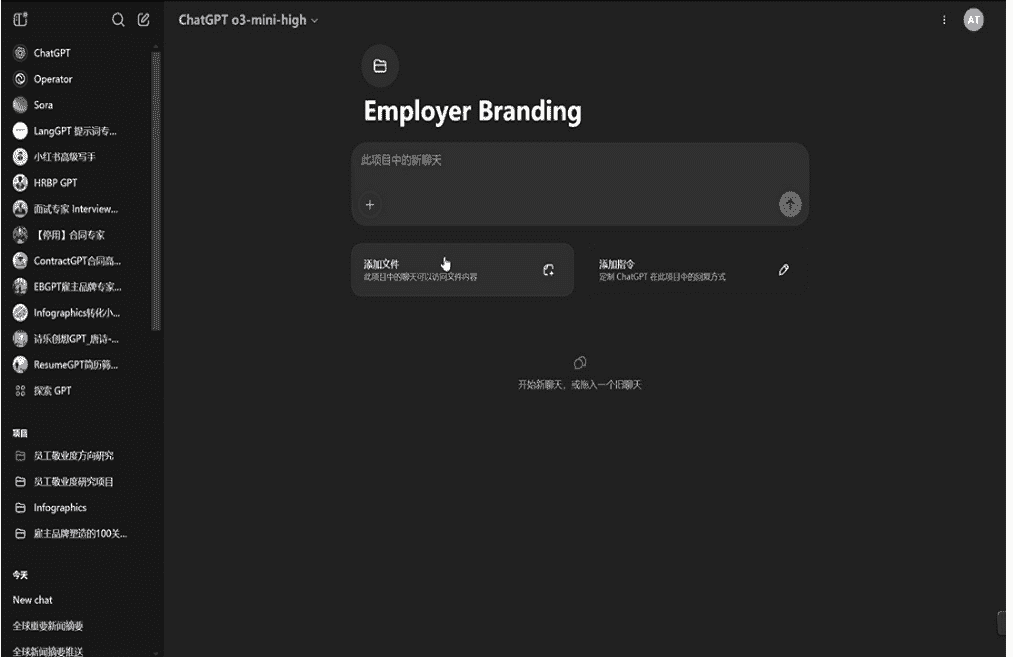 ChatGPT o3-mini-high
AT
ChatGPT
Operator
Sora
LangGPT 提示词专...
小红书高级写手
HRBP GPT
面试专家 Interview...
【停用】合同专家
ContractGPT合同高...
EBGPT雇主品牌专家...
Infographics转化小...
诗乐创想GPT_唐诗-...
ResumeGPT简历筛...
探索 GPT
项目
员工敬业度方向研究
员工敬业度研究项目
Infographics
雇主品牌塑造的100关...
今天
New chat
全球重要新闻摘要
全球新闻摘要推送
Employer Branding
此项目中的新聊天
添加文件
此项目中的聊天可以访问文件内容
添加指令
定制 ChatGPT 在此项目中的回复方式
开始新聊天，或拖入一个旧聊天